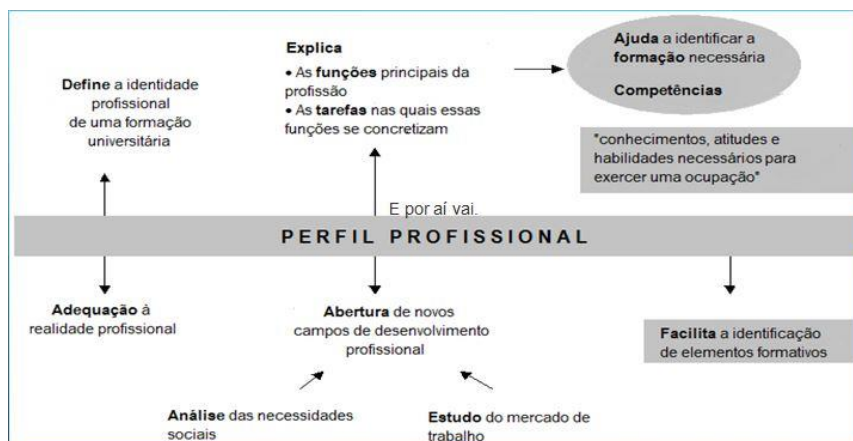 Define a identidade
profissional
de uma formação
universitária
Explica
• As funções principais da
profissão
• As tarefas nas quais essas
funções se concretizam
Ajuda a identificar a
formação necessária
Competências
"conhecimentos, atitudes e
habilidades necessários para
exercer uma ocupação"
E por aí vai.
PERFIL PROFISSIONAL
Adequação à
realidade profissional
Abertura de novos
campos de desenvolvimento
profissional
Facilita a identificação
de elementos formativos
Análise das necessidades
sociais
Estudo do mercado de
trabalho